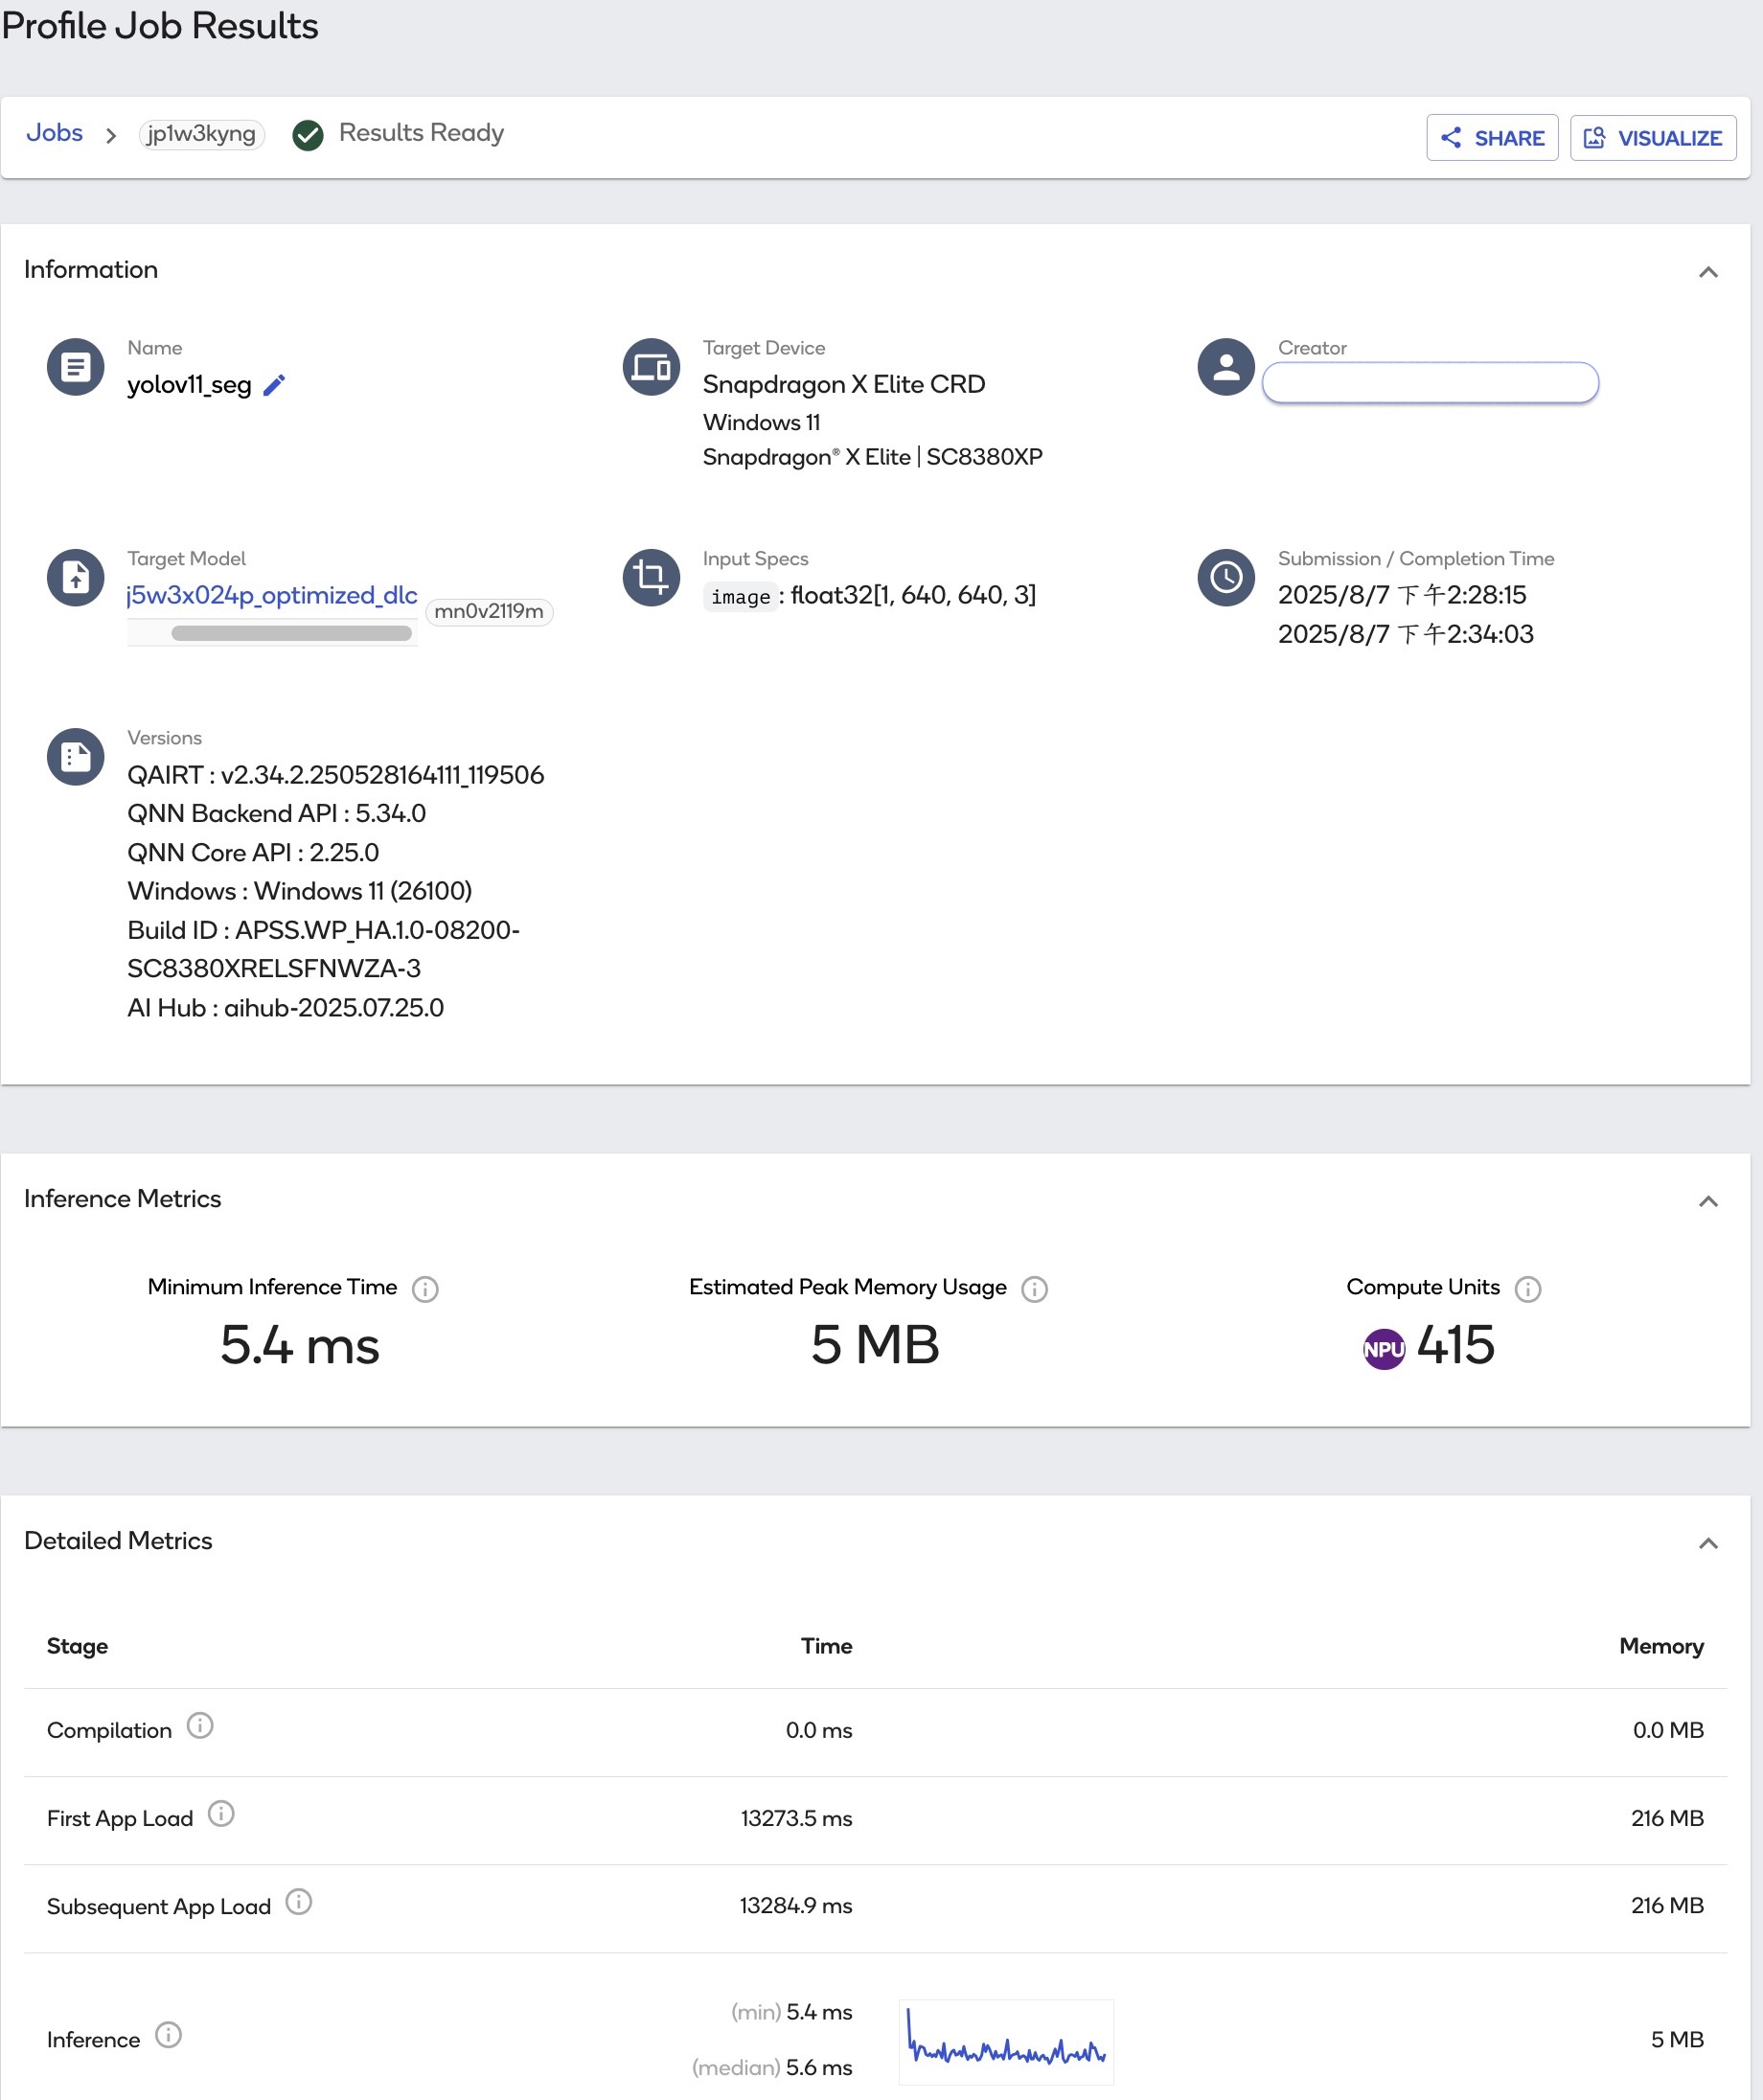 Profile Job Results
Jobs > jp1w3kyng Results Ready SHARE VISUALIZE
Information
Name
yolov11_seg
Target Device
Snapdragon X Elite CRD
Windows 11
Snapdragon® X Elite | SC8380XP
Creator
Target Model
j5w3x024p_optimized_dlc mn0v2119m
Input Specs
image : float32[1, 640, 640, 3]
Submission / Completion Time
2025/8/7 下午2:28:15
2025/8/7 下午2:34:03
Versions
QAIRT : v2.34.2.250528164111_119506
QNN Backend API : 5.34.0
QNN Core API : 2.25.0
Windows : Windows 11 (26100)
Build ID : APSS.WP_HA.1.0-08200-
SC8380XRELSFNWZA-3
AI Hub : aihub-2025.07.25.0
Inference Metrics
Minimum Inference Time
5.4 ms
Estimated Peak Memory Usage
5 MB
Compute Units
NPU 415
Detailed Metrics
Stage Time Memory
Compilation 0.0 ms 0.0 MB
First App Load 13273.5 ms 216 MB
Subsequent App Load 13284.9 ms 216 MB
Inference (min) 5.4 ms
(median) 5.6 ms 5 MB